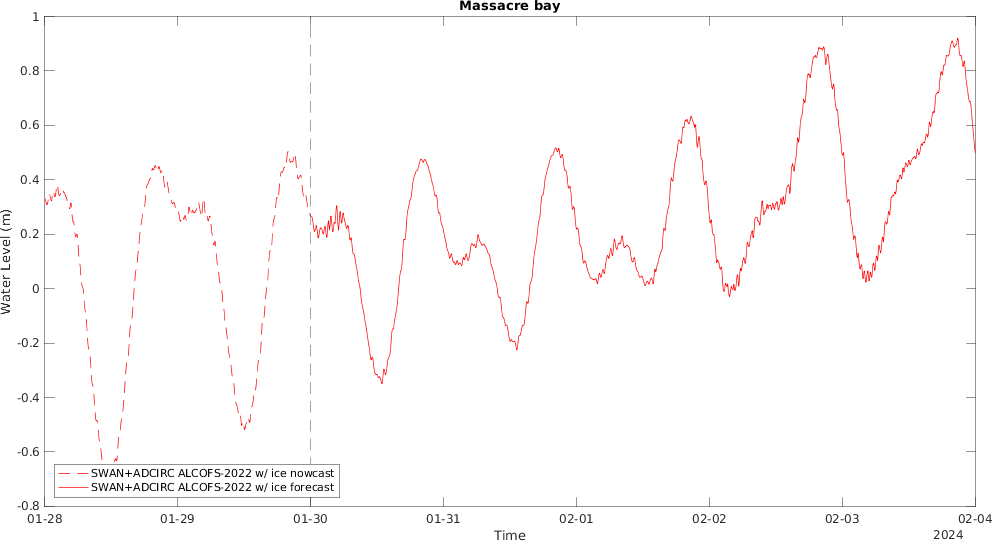 Massacre bay
1
0.8
0.6
0.4
0.2
0
-0.2
-0.4
-0.6
-0.8
Water Level (m)
SWAN+ADCIRC ALCOFS-2022 w/ ice nowcast
SWAN+ADCIRC ALCOFS-2022 w/ ice forecast
01-28 01-29 01-30 01-31 02-01 02-02 02-03 02-04
Time
2024